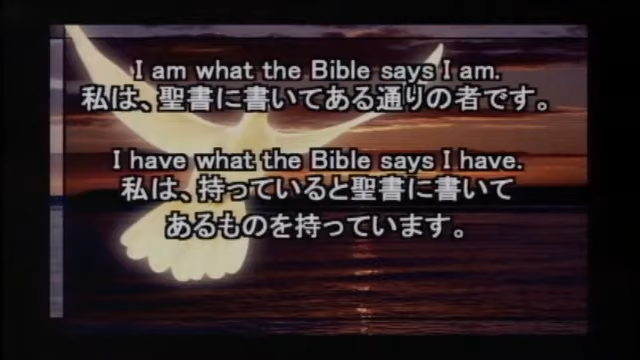 I am what the Bible says I am.
私は、聖書に書いてある通りの者です。
I have what the Bible says I have.
私は、持っていると聖書に書いて
あるものを持っています。